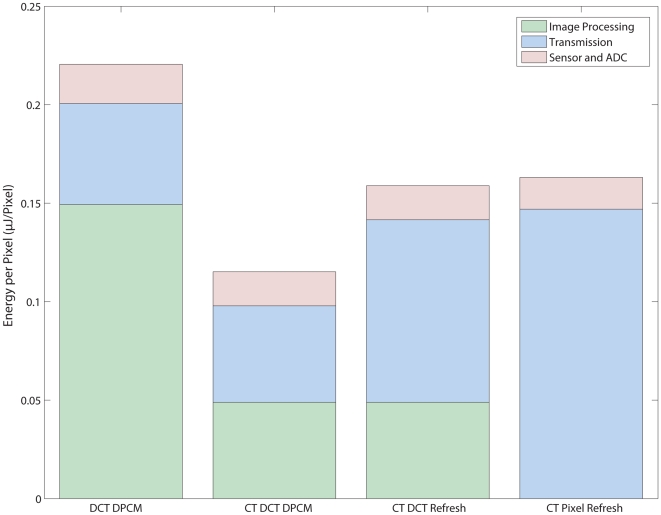 0.25
0.2
0.15
0.1
0.05
0
Energy per Pixel (µJ/Pixel)
Image Processing
Transmission
Sensor and ADC
DCT DPCM
CT DCT DPCM
CT DCT Refresh
CT Pixel Refresh